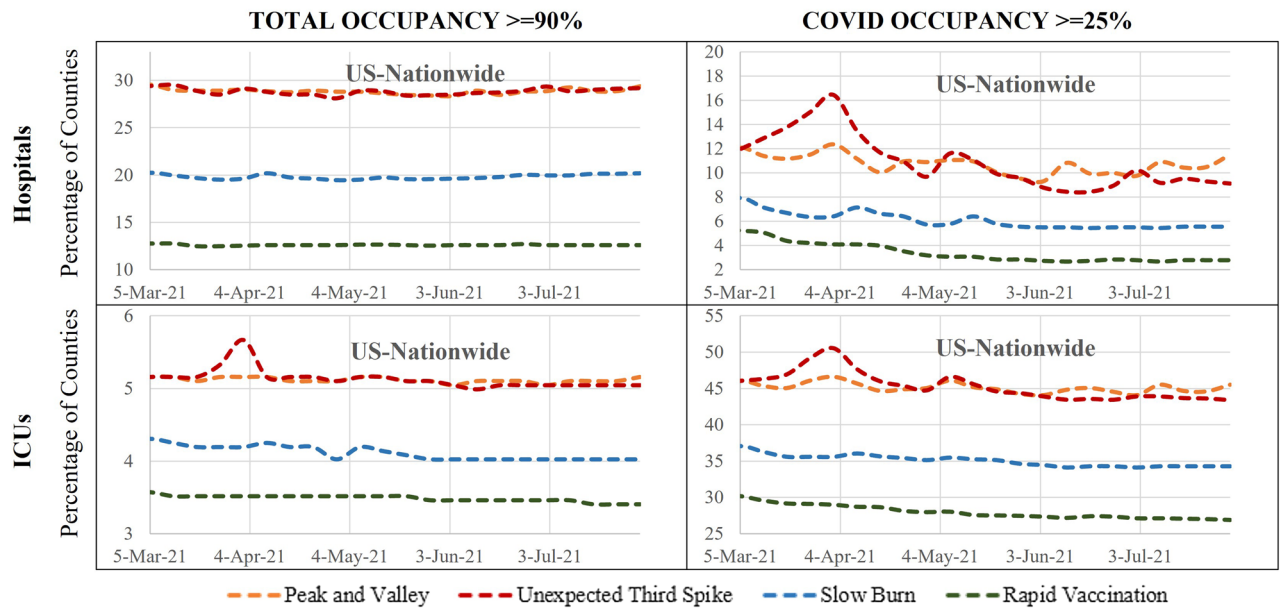 TOTAL OCCUPANCY >=90%
COVID OCCUPANCY >=25%
Hospitals
Percentage of Counties
US-Nationwide
30
25
20
15
10
5-Mar-21 4-Apr-21 4-May-21 3-Jun-21 3-Jul-21
US-Nationwide
20
18
16
14
12
10
8
6
4
2
5-Mar-21 4-Apr-21 4-May-21 3-Jun-21 3-Jul-21
ICUs
Percentage of Counties
US-Nationwide
6
5
4
3
5-Mar-21 4-Apr-21 4-May-21 3-Jun-21 3-Jul-21
US-Nationwide
55
50
45
40
35
30
25
5-Mar-21 4-Apr-21 4-May-21 3-Jun-21 3-Jul-21
Peak and Valley Unexpected Third Spike Slow Burn Rapid Vaccination